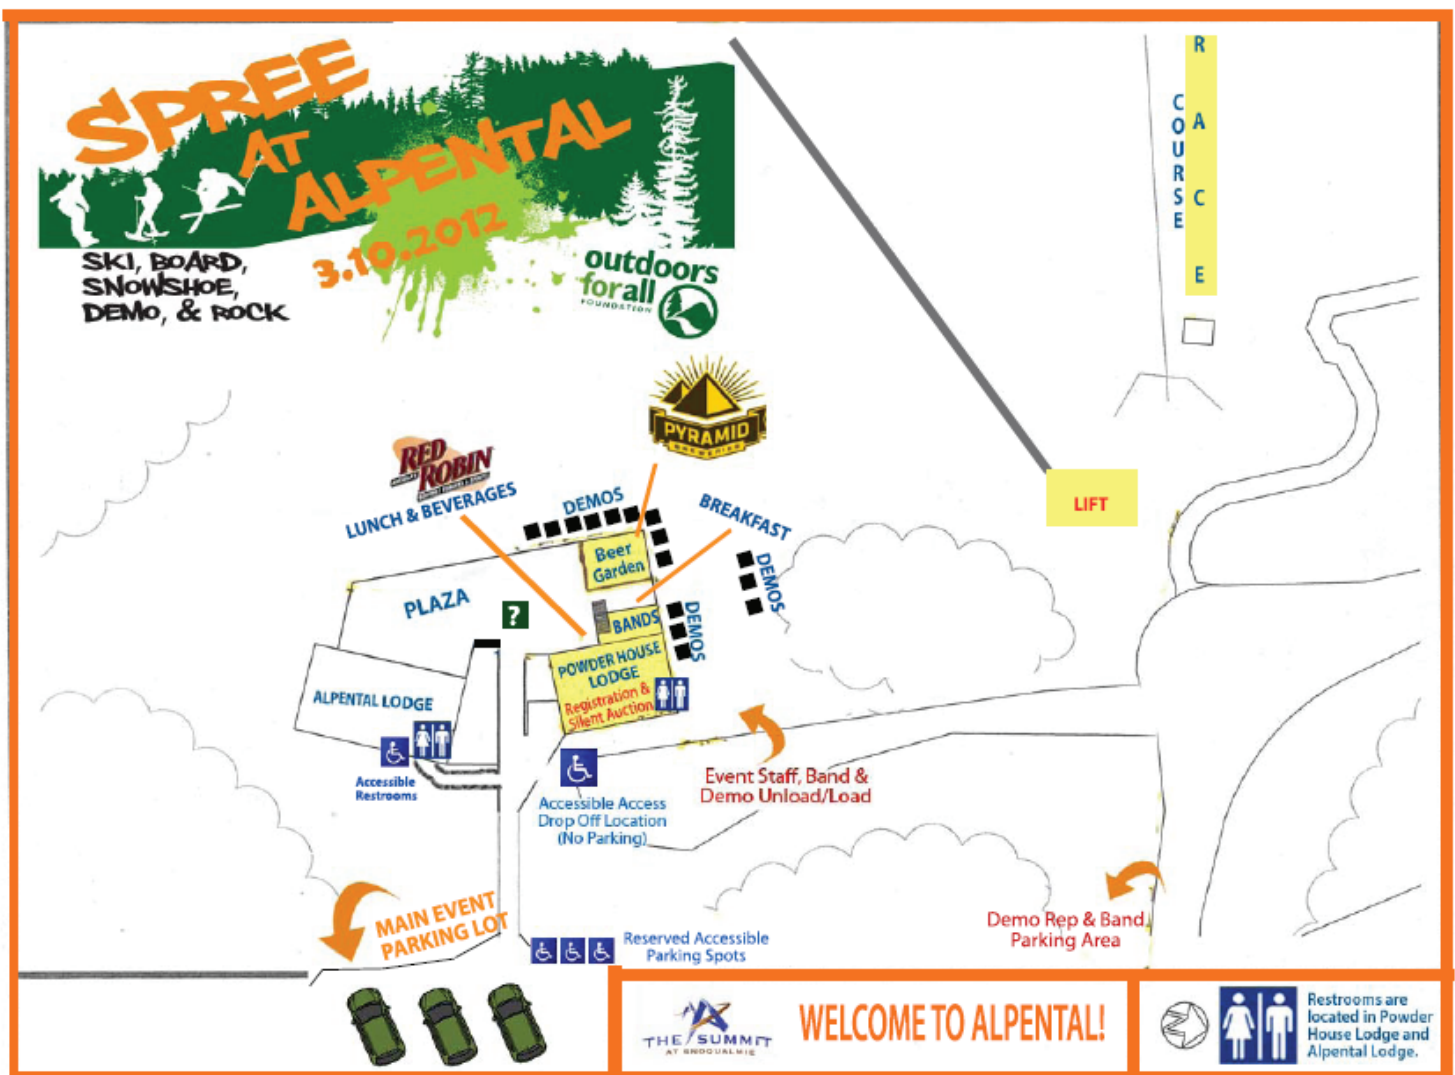 SPREE
AT
ALPENTAL
3.10.2012
SKI, BOARD,
SNOWSHOE,
DEMO, & ROCK
outdoors
for all
FOUNDATION
R
A
C
E
COURSE
PYRAMID
BREWERIES
RED
ROBIN
LUNCH & BEVERAGES
DEMOS
BREAKFAST
LIFT
Beer
Garden
DEMOS
PLAZA
?
BANDS
DEMOS
POWDER HOUSE
LODGE
Registration &
Silent Auction
ALPENTAL LODGE
Accessible
Restrooms
Accessible Access
Drop Off Location
(No Parking)
Event Staff, Band &
Demo Unload/Load
MAIN EVENT
PARKING LOT
Reserved Accessible
Parking Spots
Demo Rep & Band
Parking Area
THE SUMMIT
AT SNOQUALMIE
WELCOME TO ALPENTAL!
N
Restrooms are
located in Powder
House Lodge and
Alpental Lodge.